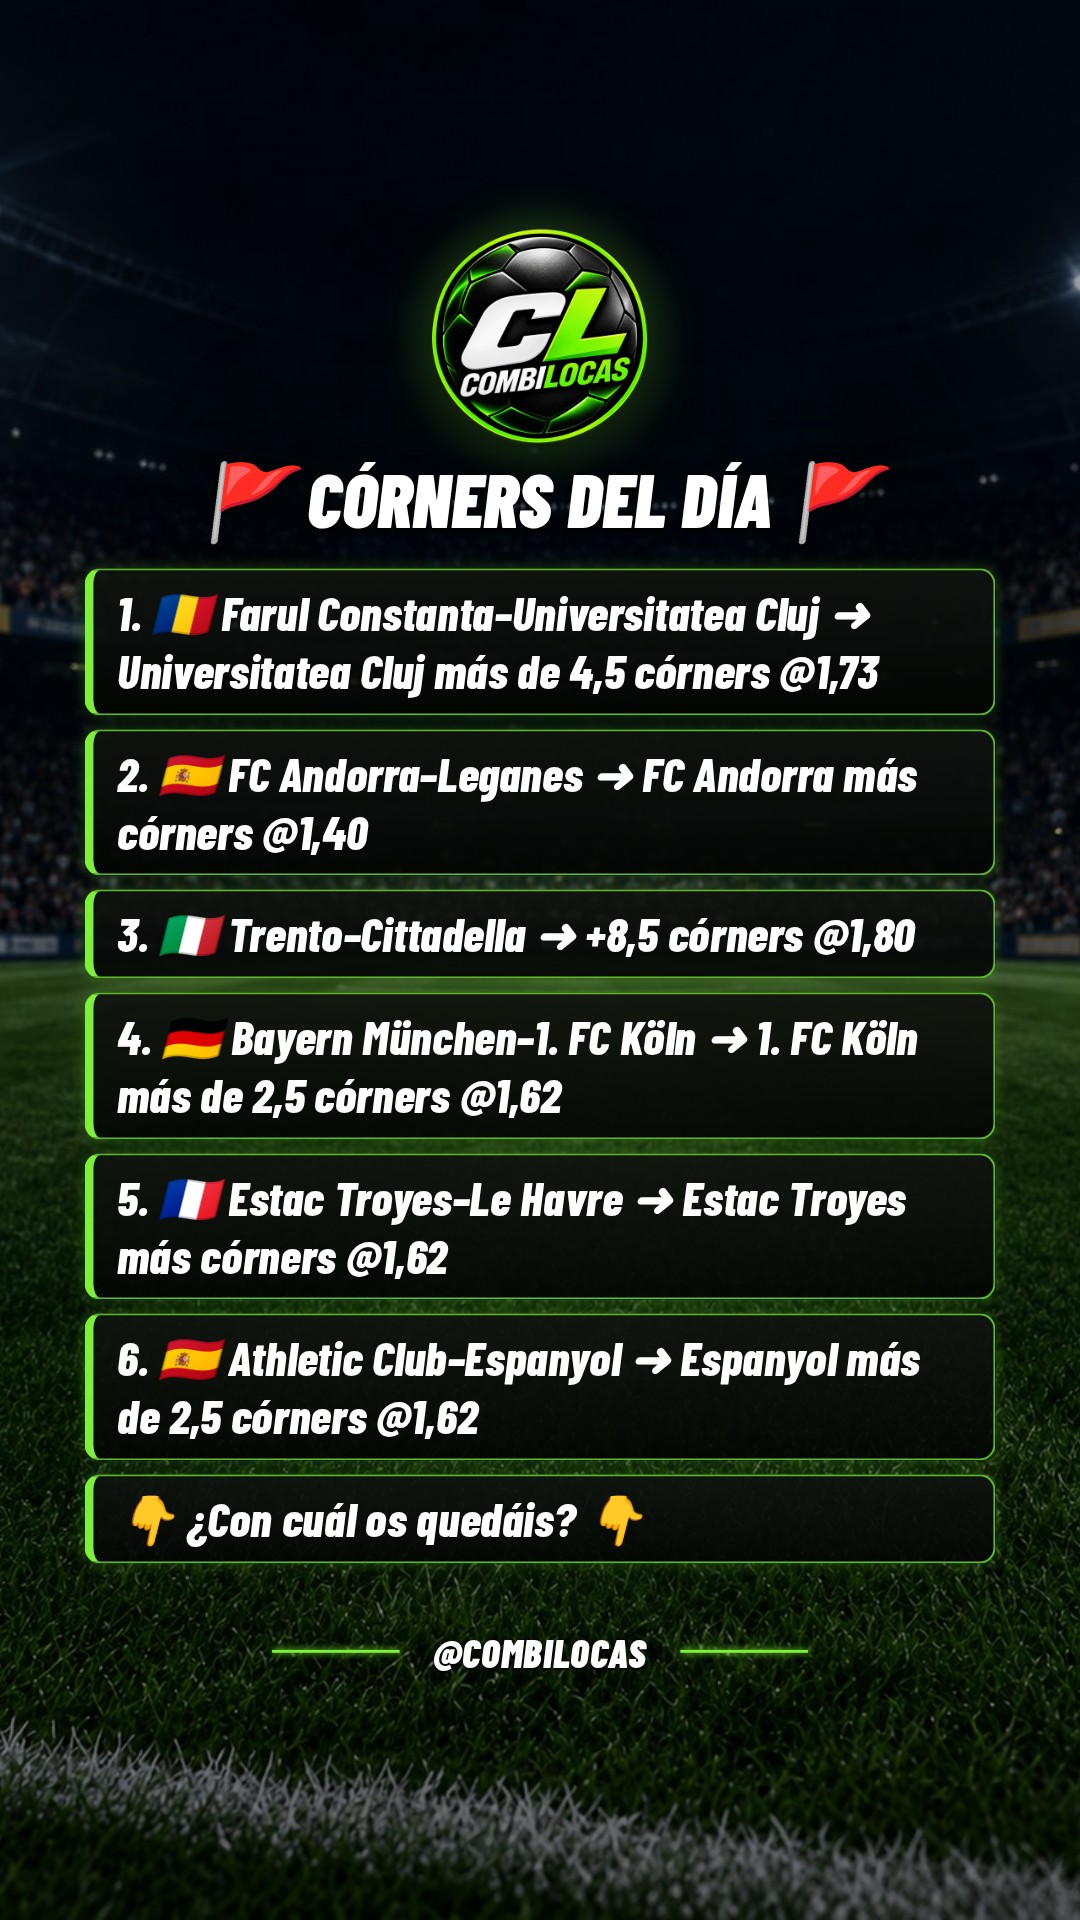 CL
COMBILOCAS
🚩 CÓRNERS DEL DÍA 🚩
1. 🇷🇴 Farul Constanta-Universitatea Cluj ➜
Universitatea Cluj más de 4,5 córners @1,73
2. 🇪🇸 FC Andorra-Leganes ➜ FC Andorra más
córners @1,40
3. 🇮🇹 Trento-Cittadella ➜ +8,5 córners @1,80
4. 🇩🇪 Bayern München-1. FC Köln ➜ 1. FC Köln
más de 2,5 córners @1,62
5. 🇫🇷 Estac Troyes-Le Havre ➜ Estac Troyes
más córners @1,62
6. 🇪🇸 Athletic Club-Espanyol ➜ Espanyol más
de 2,5 córners @1,62
👇 ¿Con cuál os quedáis? 👇
@COMBILOCAS